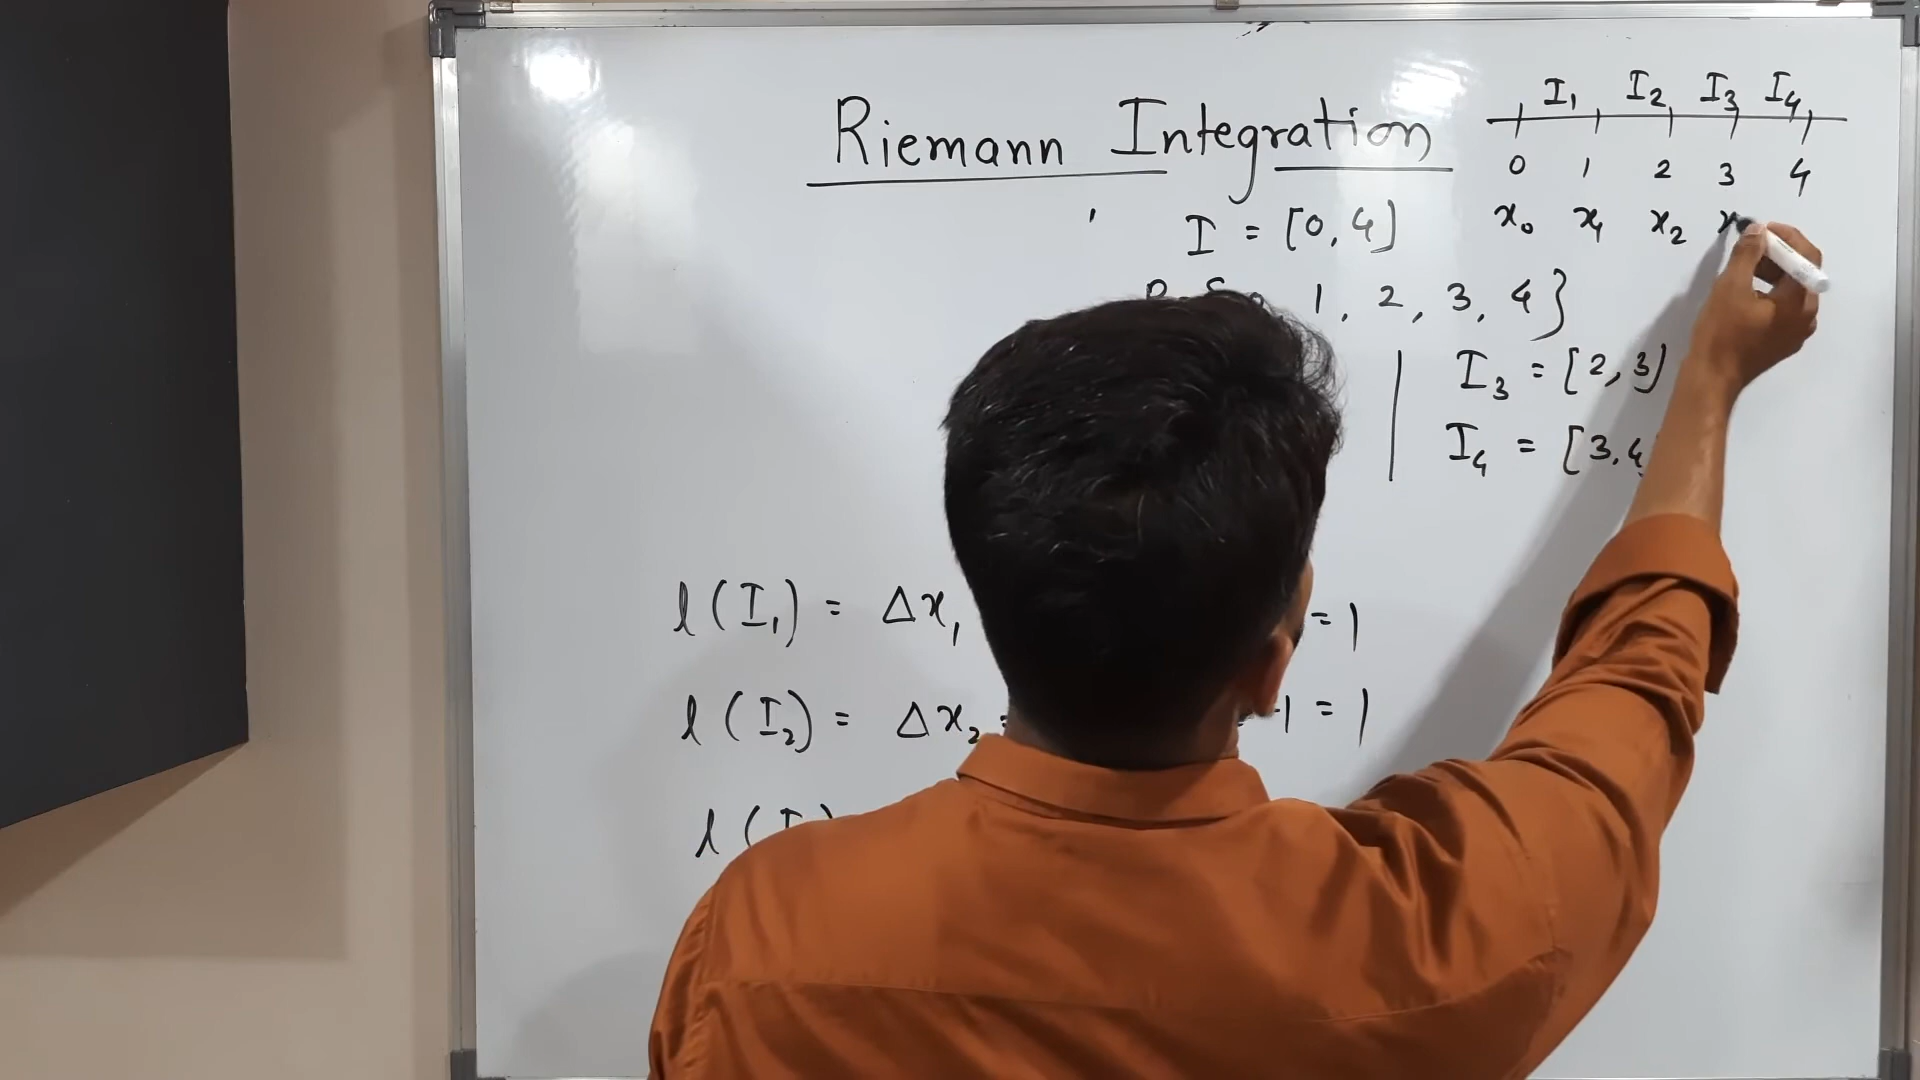 Riemann Integration
I₁ I₂ I₃ I₄
0 1 2 3 4
x₀ x₁ x₂ x
I = [0, 4]
1, 2, 3, 4}
I₃ = [2, 3]
I₄ = [3, 4
l(I₁) = Δx₁ = 1
l(I₂) = Δx₂ = -1 = 1
l(I